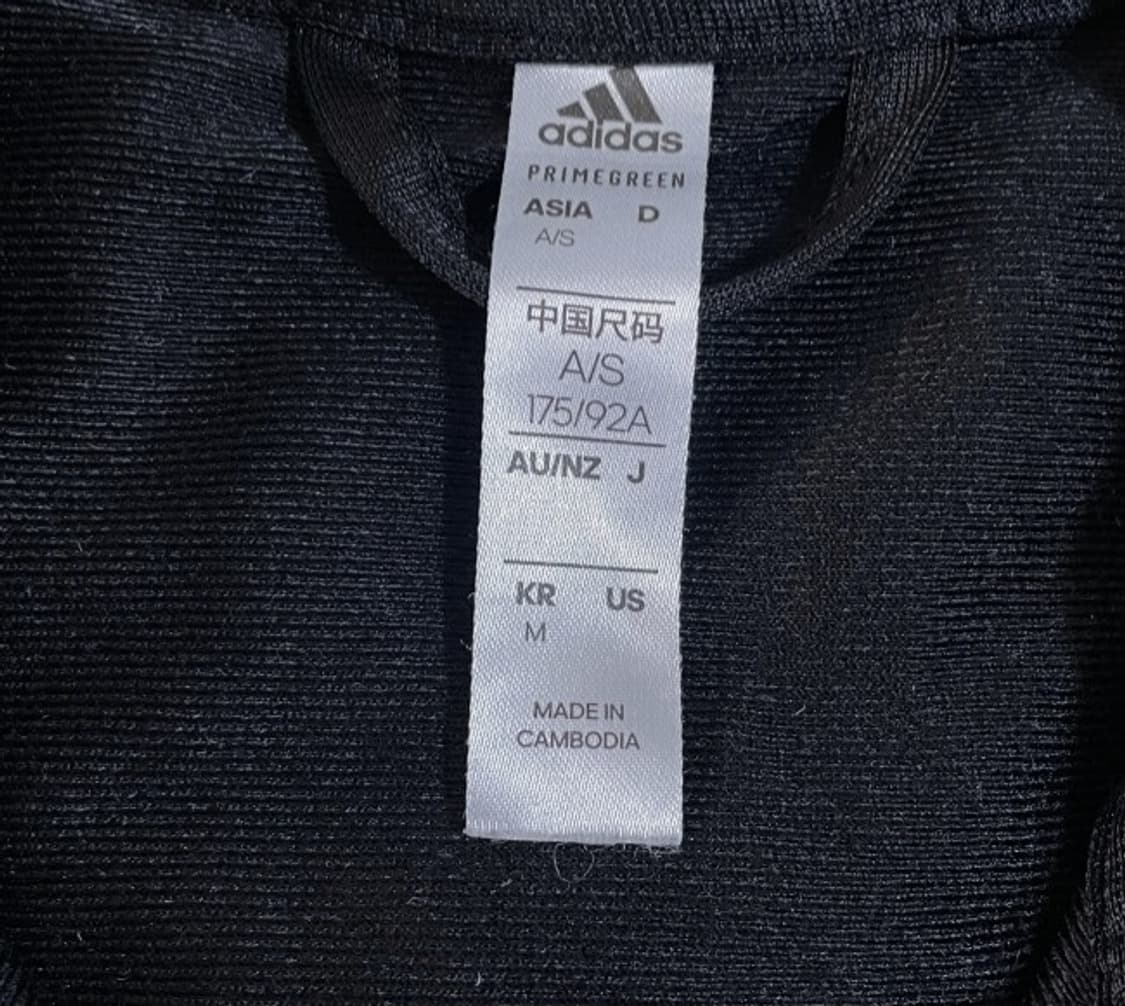 adidas
PRIMEGREEN
ASIA D
A/S
中国尺码
A/S
175/92A
AU/NZ J
KR US
M
MADE IN
CAMBODIA